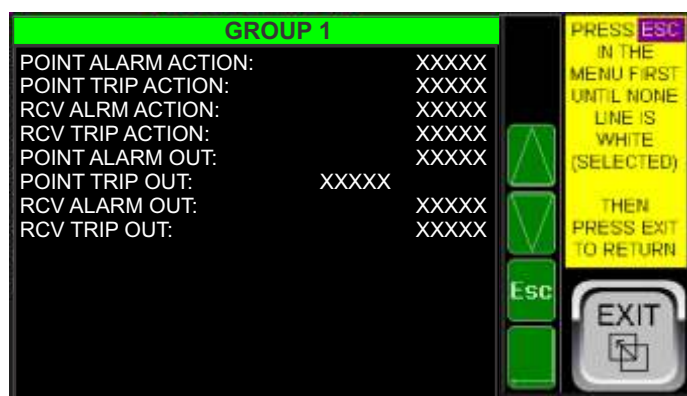 GROUP 1
POINT ALARM ACTION: XXXXX
POINT TRIP ACTION: XXXXX
RCV ALRM ACTION: XXXXX
RCV TRIP ACTION: XXXXX
POINT ALARM OUT: XXXXX
POINT TRIP OUT: XXXXX
RCV ALARM OUT: XXXXX
RCV TRIP OUT: XXXXX
Esc
PRESS ESC
IN THE
MENU FIRST
UNTIL NONE
LINE IS
WHITE
(SELECTED)
THEN
PRESS EXIT
TO RETURN
EXIT